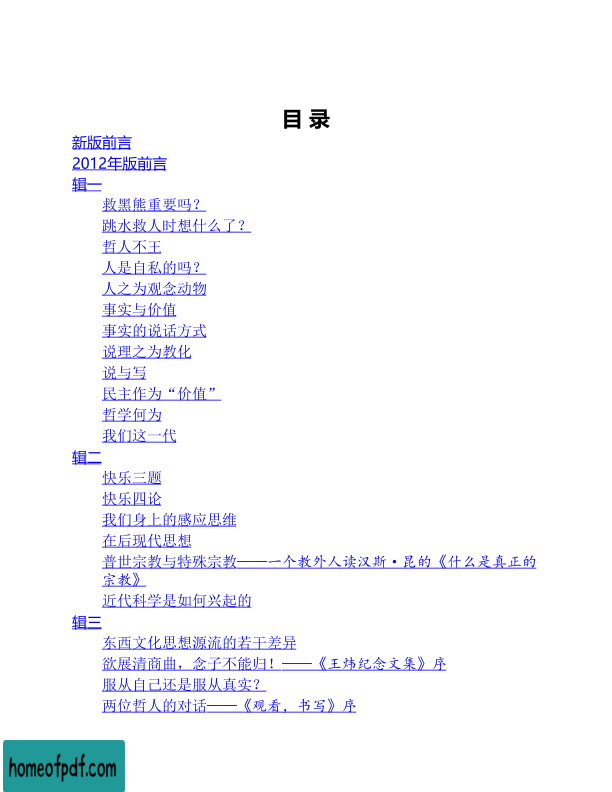 目 录
新版前言
2012年版前言
辑一
救黑熊重要吗？
跳水救人时想什么了？
哲人不王
人是自私的吗？
人之为观念动物
事实与价值
事实的说话方式
说理之为教化
说与写
民主作为“价值”
哲学何为
我们这一代
辑二
快乐三题
快乐四论
我们身上的感应思维
在后现代思想
普世宗教与特殊宗教——一个教外人读汉斯·昆的《什么是真正的
宗教》
近代科学是如何兴起的
辑三
东西文化思想源流的若干差异
欲展清商曲，念子不能归！——《王炜纪念文集》序
服从自己还是服从真实？
两位哲人的对话——《观看，书写》序
homeofpdf.com